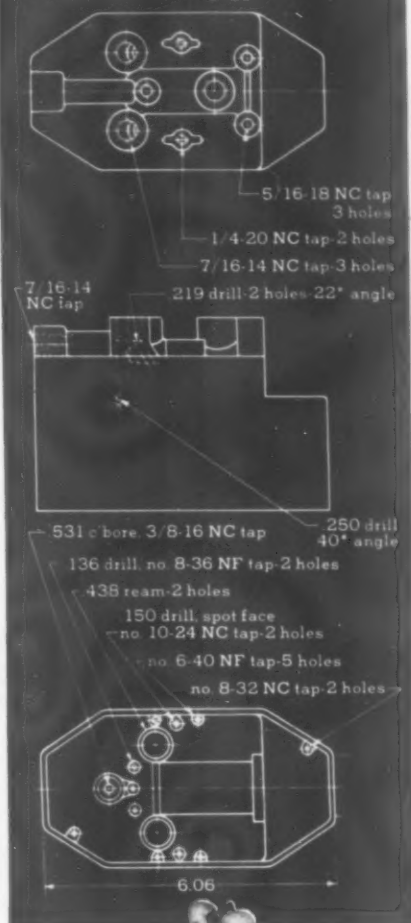 5/16-18 NC tap
3 holes
1/4-20 NC tap-2 holes
7/16-14 NC tap-3 holes
7/16-14
NC tap
.219 drill-2 holes-22° angle
.250 drill
40° angle
.531 c'bore, 3/8-16 NC tap
.136 drill, no. 8-36 NF tap-2 holes
.438 ream-2 holes
.150 drill, spot face
no. 10-24 NC tap-2 holes
no. 6-40 NF tap-5 holes
no. 8-32 NC tap-2 holes
6.06